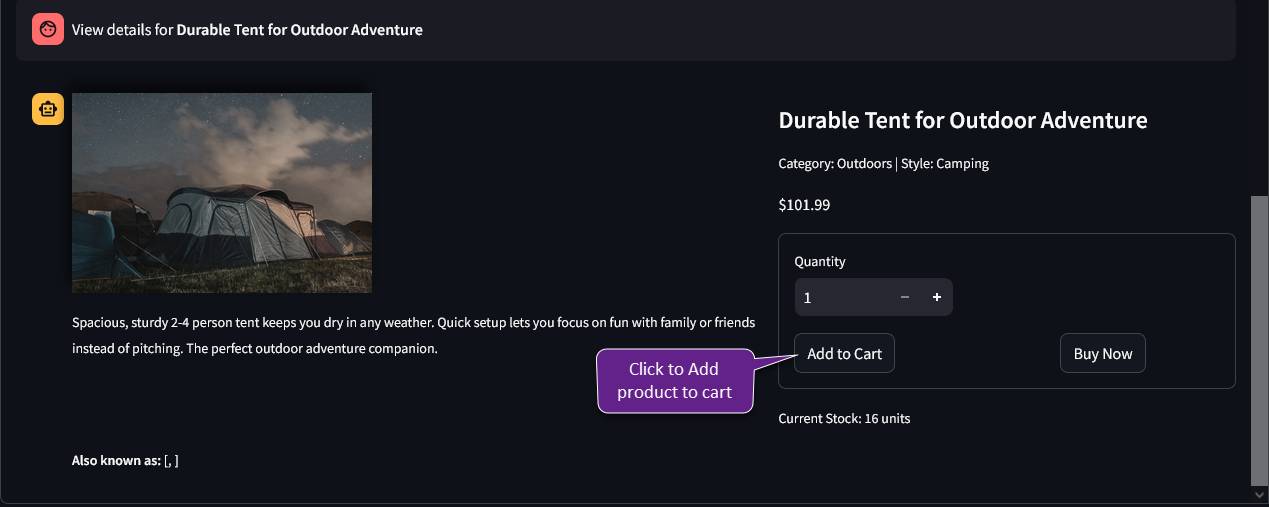 View details for Durable Tent for Outdoor Adventure
Durable Tent for Outdoor Adventure
Category: Outdoors | Style: Camping
$101.99
Quantity
1
Add to Cart
Buy Now
Current Stock: 16 units
Spacious, sturdy 2-4 person tent keeps you dry in any weather. Quick setup lets you focus on fun with family or friends
instead of pitching. The perfect outdoor adventure companion.
Click to Add
product to cart
Also known as: [, ]